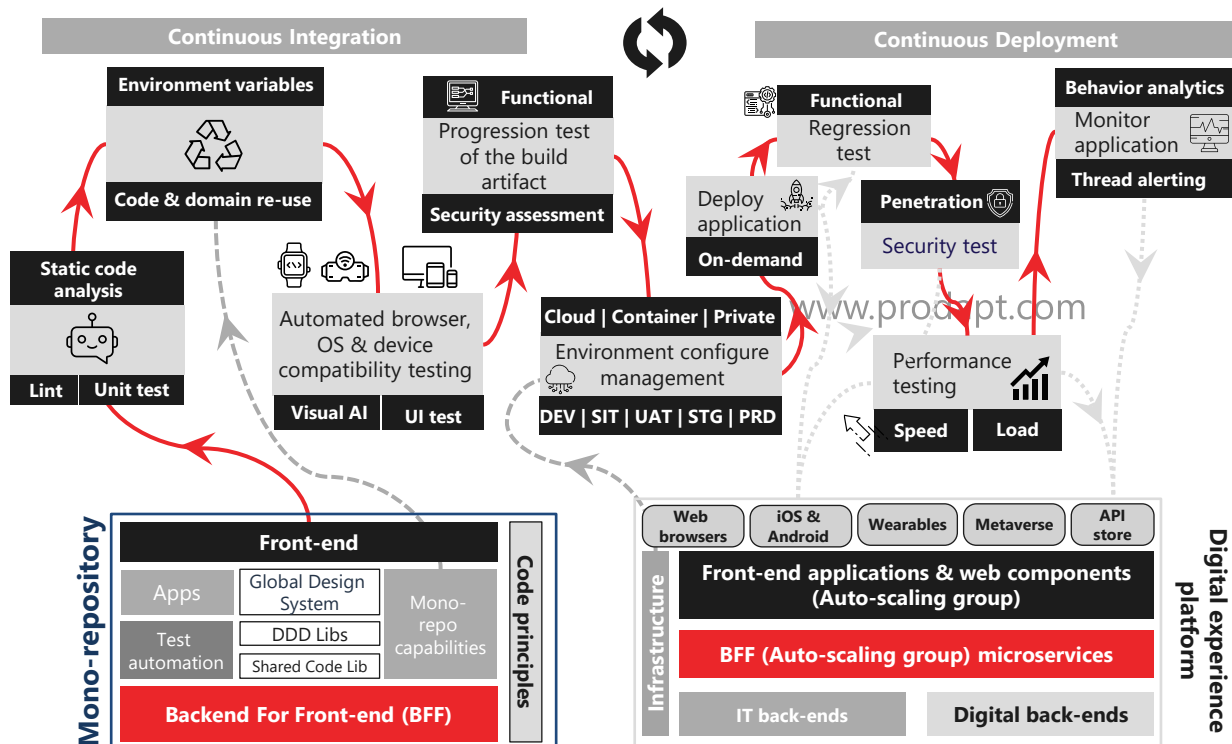 Continuous Integration
Continuous Deployment
Environment variables
Code & domain re-use
Static code
analysis
Lint
Unit test
Automated browser,
OS & device
compatibility testing
Visual AI
UI test
Functional
Progression test
of the build
artifact
Security assessment
Cloud | Container | Private
Environment configure
management
DEV | SIT | UAT | STG | PRD
Deploy
application
On-demand
Functional
Regression
test
Penetration
Security test
www.prodapt.com
Performance
testing
Speed
Load
Behavior analytics
Monitor
application
Thread alerting
Mono-repository
Front-end
Apps
Global Design
System
Test
automation
DDD Libs
Shared Code Lib
Mono-
repo
capabilities
Backend For Front-end (BFF)
Code principles
Web
browsers
iOS &
Android
Wearables
Metaverse
API
store
Infrastructure
Front-end applications & web components
(Auto-scaling group)
BFF (Auto-scaling group) microservices
IT back-ends
Digital back-ends
Digital experience
platform